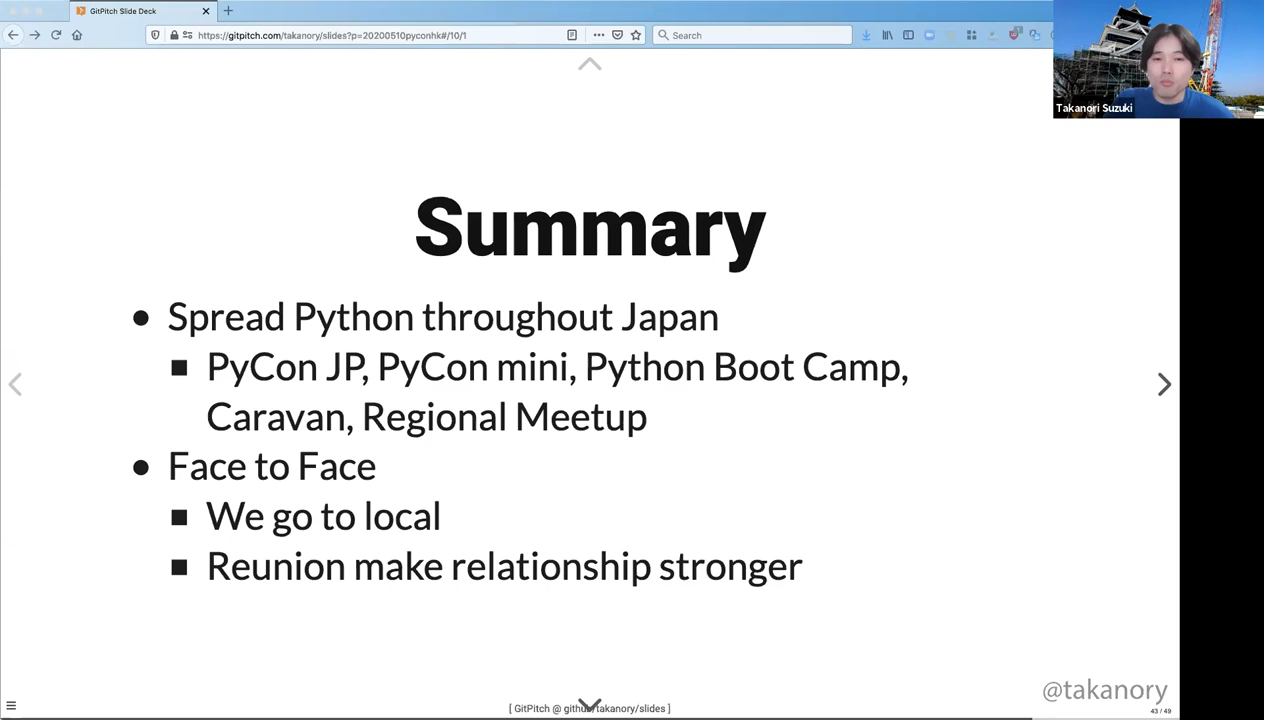 GitPitch Slide Deck
https://gitpitch.com/takanory/slides?p=20200510pyconhk#/10/1
Search
Takanori Suzuki
Summary
Spread Python throughout Japan
PyCon JP, PyCon mini, Python Boot Camp,
Caravan, Regional Meetup
Face to Face
We go to local
Reunion make relationship stronger
@takanory
[ GitPitch @ github/takanory/slides ]
43 / 49